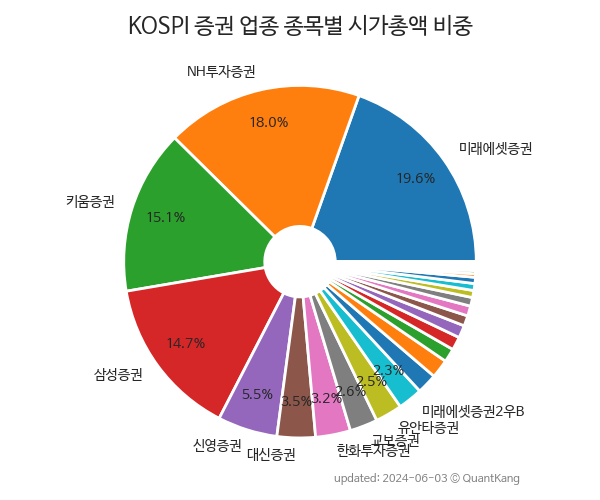 KOSPI 증권 업종 종목별 시가총액 비중
NH투자증권
18.0%
미래에셋증권
19.6%
키움증권
15.1%
14.7%
삼성증권
5.5%
3.5%
3.2%
2.6%
2.5%
2.3%
미래에셋증권2우B
유안타증권
교보증권
한화투자증권
신영증권
대신증권
updated: 2024-06-03 © QuantKang